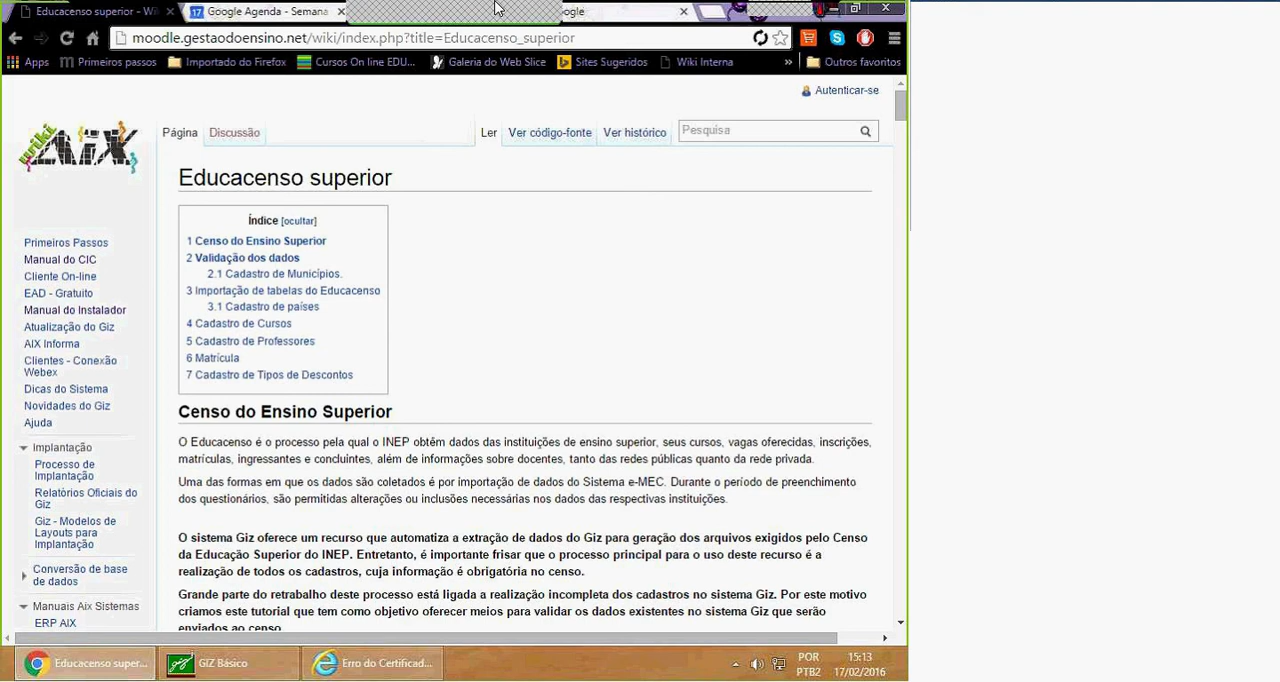 Educacenso superior - Wi
Google Agenda - Semana
ogle
moodle.gestaodoensino.net/wiki/index.php?title=Educacenso_superior
Apps
Primeiros passos
Importado do Firefox
Cursos On line EDU...
Galeria do Web Slice
Sites Sugeridos
Wiki Interna
»
Outros favoritos
Autenticar-se
wiki AiX
Página
Discussão
Ler
Ver código-fonte
Ver histórico
Pesquisa
Educacenso superior
Índice [ocultar]
1 Censo do Ensino Superior
2 Validação dos dados
2.1 Cadastro de Municípios.
3 Importação de tabelas do Educacenso
3.1 Cadastro de países
4 Cadastro de Cursos
5 Cadastro de Professores
6 Matrícula
7 Cadastro de Tipos de Descontos
Primeiros Passos
Manual do CIC
Cliente On-line
EAD - Gratuito
Manual do Instalador
Atualização do Giz
AIX Informa
Clientes - Conexão
Webex
Dicas do Sistema
Novidades do Giz
Ajuda
Implantação
Processo de
Implantação
Relatórios Oficiais do
Giz
Giz - Modelos de
Layouts para
Implantação
Conversão de base
de dados
Manuais Aix Sistemas
ERP AIX
Censo do Ensino Superior
O Educacenso é o processo pela qual o INEP obtém dados das instituições de ensino superior, seus cursos, vagas oferecidas, inscrições,
matrículas, ingressantes e concluintes, além de informações sobre docentes, tanto das redes públicas quanto da rede privada.
Uma das formas em que os dados são coletados é por importação de dados do Sistema e-MEC. Durante o período de preenchimento
dos questionários, são permitidas alterações ou inclusões necessárias nos dados das respectivas instituições.
O sistema Giz oferece um recurso que automatiza a extração de dados do Giz para geração dos arquivos exigidos pelo Censo
da Educação Superior do INEP. Entretanto, é importante frisar que o processo principal para o uso deste recurso é a
realização de todos os cadastros, cuja informação é obrigatória no censo.
Grande parte do retrabalho deste processo está ligada a realização incompleta dos cadastros no sistema Giz. Por este motivo
criamos este tutorial que tem como objetivo oferecer meios para validar os dados existentes no sistema Giz que serão
enviados ao censo
Educacenso super...
giz
GIZ Básico
Erro do Certificad...
POR
PTB2
15:13
17/02/2016